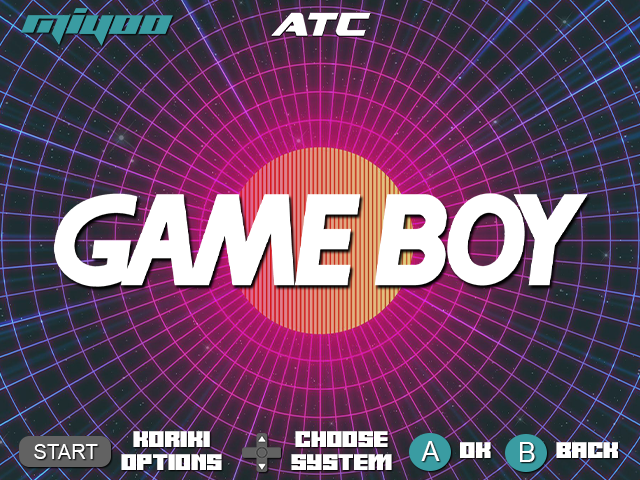 miyoo
ATC
GAME BOY
START
KORIKI
OPTIONS
CHOOSE
SYSTEM
A
OK
B
BACK